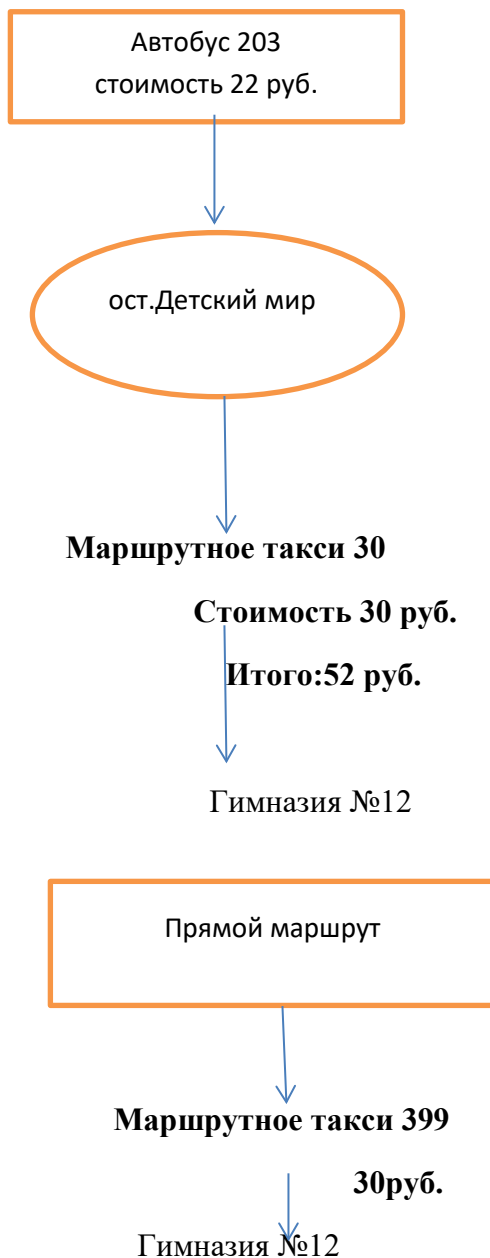 Автобус 203
стоимость 22 руб.
ост.Детский мир
Маршрутное такси 30
Стоимость 30 руб.
Итого:52 руб.
Гимназия №12
Прямой маршрут
Маршрутное такси 399
30руб.
Гимназия №12